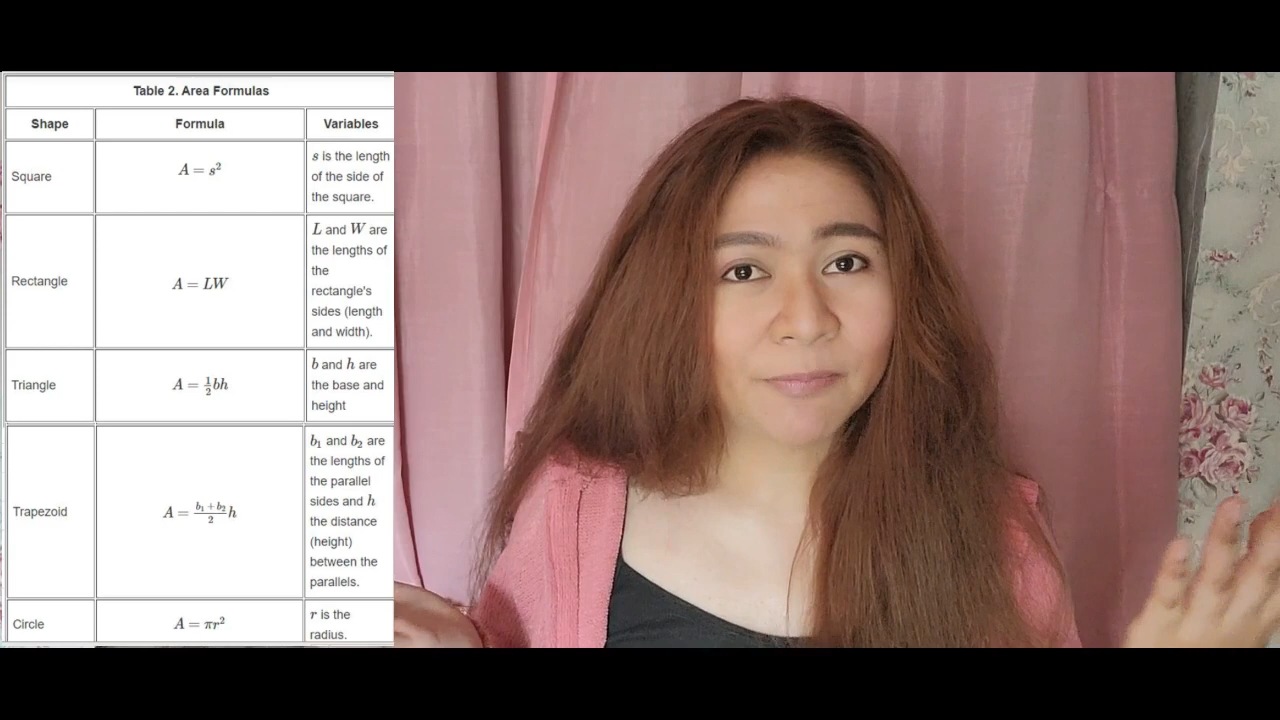 Table 2. Area Formulas
Shape Formula Variables
Square A = s² s is the length
of the side of
the square.
Rectangle A = LW L and W are
the lengths of
the
rectangle's
sides (length
and width).
Triangle A = ½bh b and h are
the base and
height
Trapezoid A = (b₁ + b₂)/2 h b₁ and b₂ are
the lengths of
the parallel
sides and h
the distance
(height)
between the
parallels.
Circle A = πr² r is the
radius.